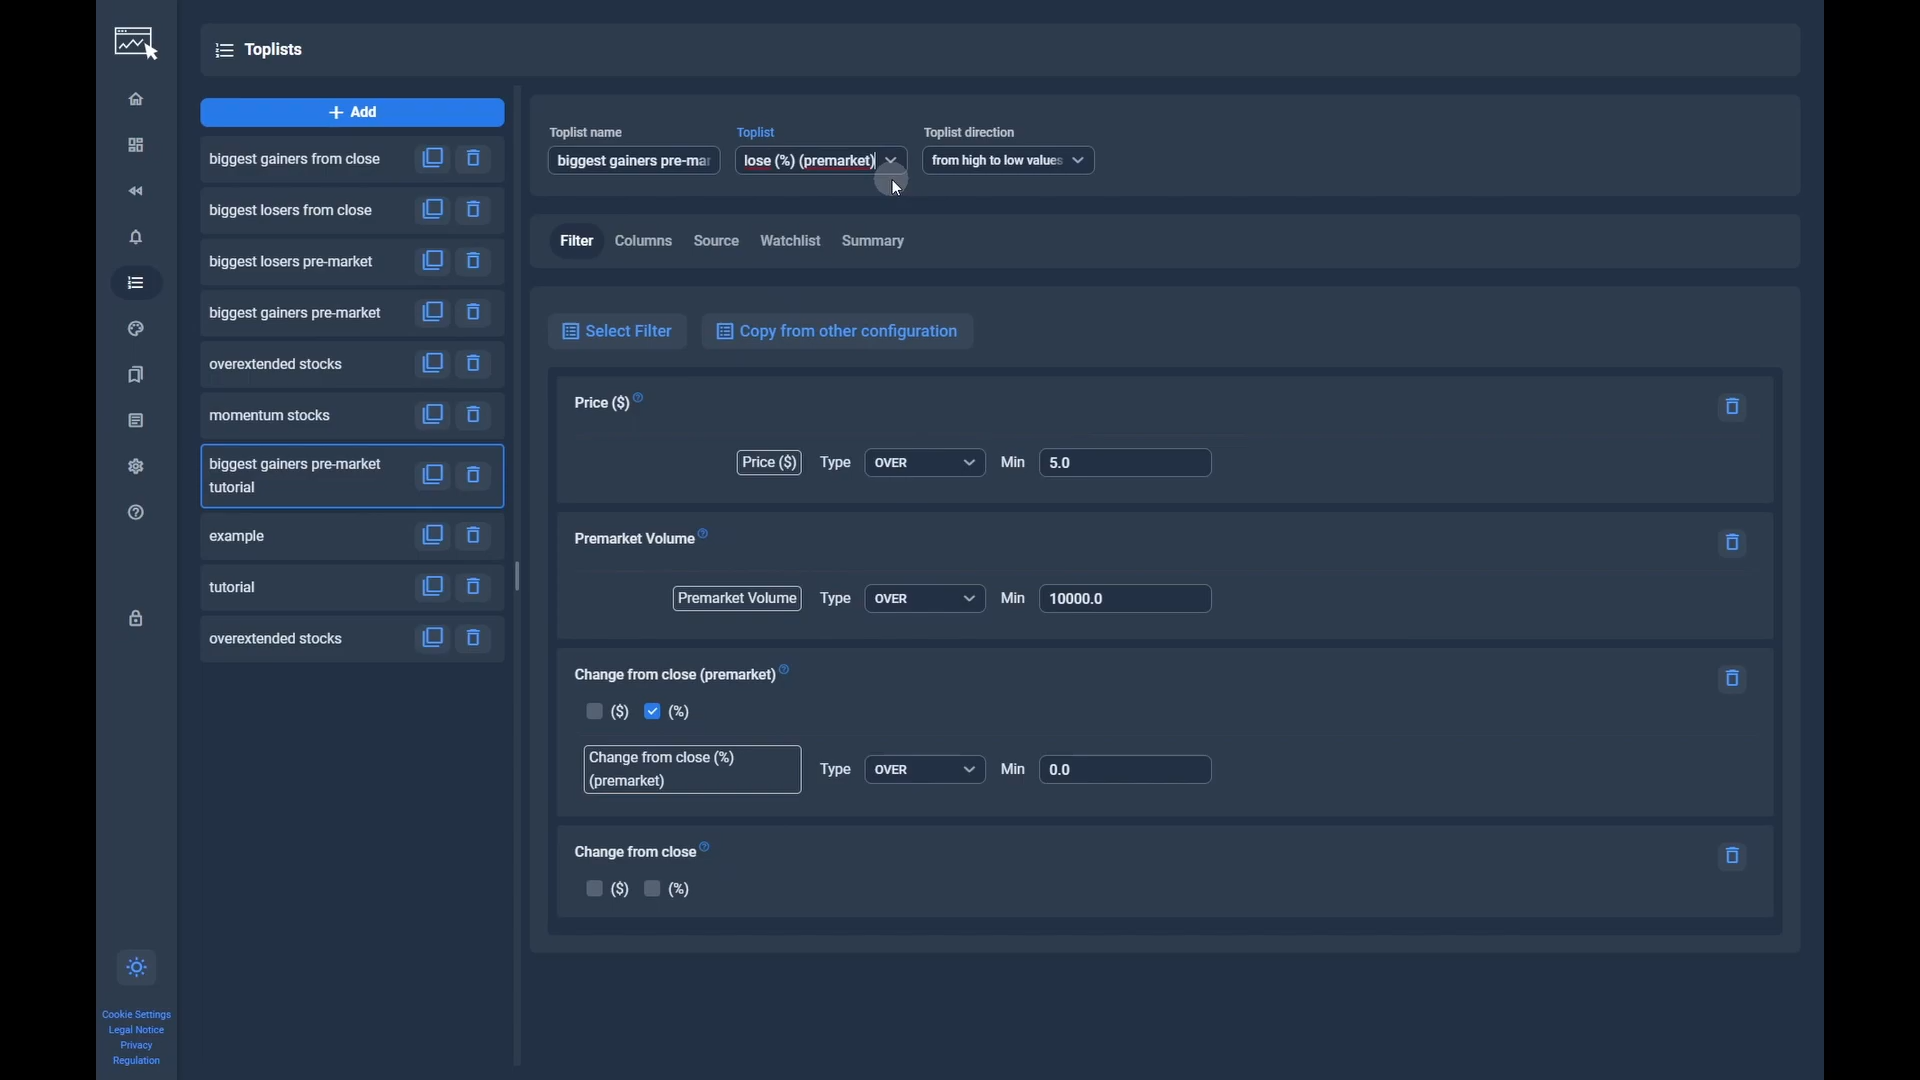 Toplists
Add
biggest gainers from close
biggest losers from close
biggest losers pre-market
biggest gainers pre-market
overextended stocks
momentum stocks
biggest gainers pre-market
tutorial
example
tutorial
overextended stocks
Cookie Settings
Legal Notice
Privacy
Regulation
Toplist name
Toplist
Toplist direction
biggest gainers pre-mar
lose (%) (premarket)
from high to low values
Filter Columns Source Watchlist Summary
Select Filter
Copy from other configuration
Price ($)
Price ($) Type OVER Min 5.0
Premarket Volume
Premarket Volume Type OVER Min 10000.0
Change from close (premarket)
($) (%)
Change from close (%)
(premarket)
Type OVER Min 0.0
Change from close
($) (%)